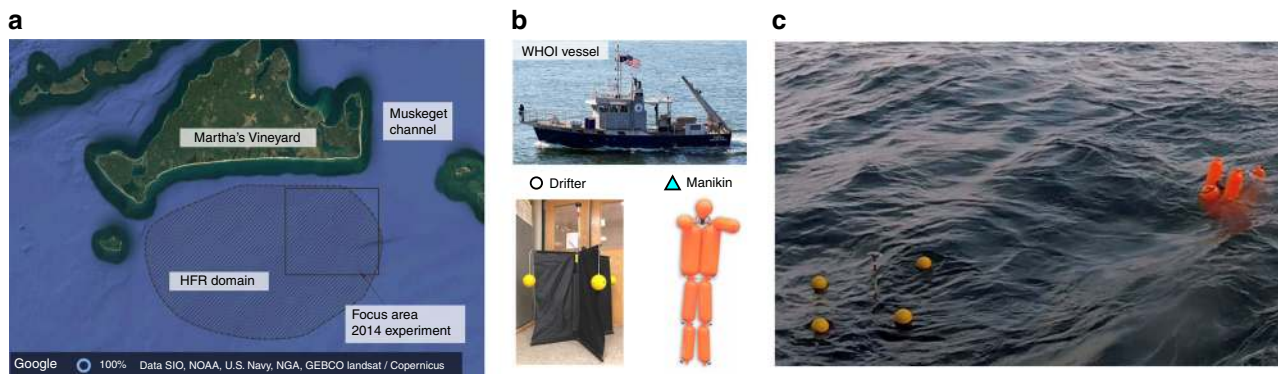 a
Martha's Vineyard
Muskeget
channel
HFR domain
Focus area
2014 experiment
Google
100%
Data SIO, NOAA, U.S. Navy, NGA, GEBCO landsat / Copernicus
b
WHOI vessel
Drifter
Manikin
c